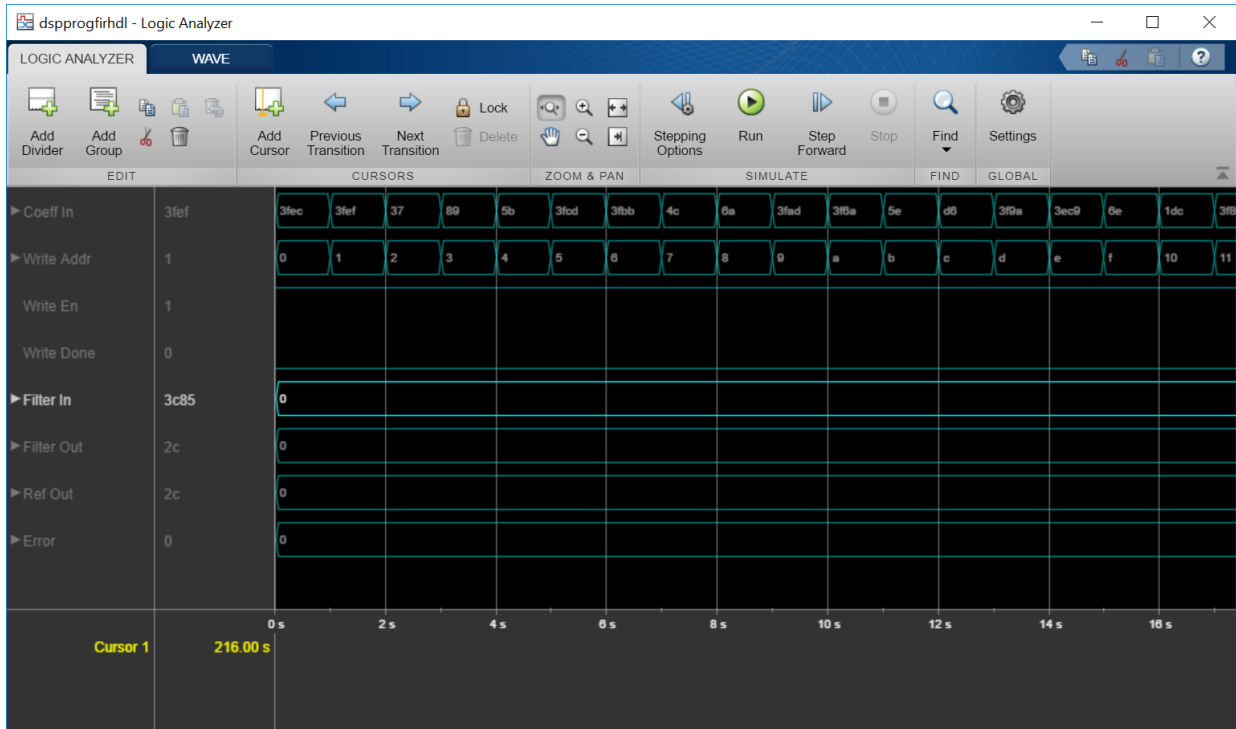 dspprogfirhdl - Logic Analyzer
LOGIC ANALYZER WAVE
Add Divider
Add Group
Add Cursor
Previous Transition
Next Transition
Lock
Delete
Stepping Options
Run
Step Forward
Stop
Find
Settings
EDIT CURSORS ZOOM & PAN SIMULATE FIND GLOBAL
Coeff In 3fef 3fec 3fef 37 89 5b 3fcd 3fbb 4c 6a 3fad 3f6a 5e d6 3f9a 3ec9 6e 1dc 3f8
Write Addr 1 0 1 2 3 4 5 6 7 8 9 a b c d e f 10 11
Write En 1
Write Done 0
Filter In 3c85 0
Filter Out 2c 0
Ref Out 2c 0
Error 0 0
0 s 2 s 4 s 6 s 8 s 10 s 12 s 14 s 16 s
Cursor 1 216.00 s